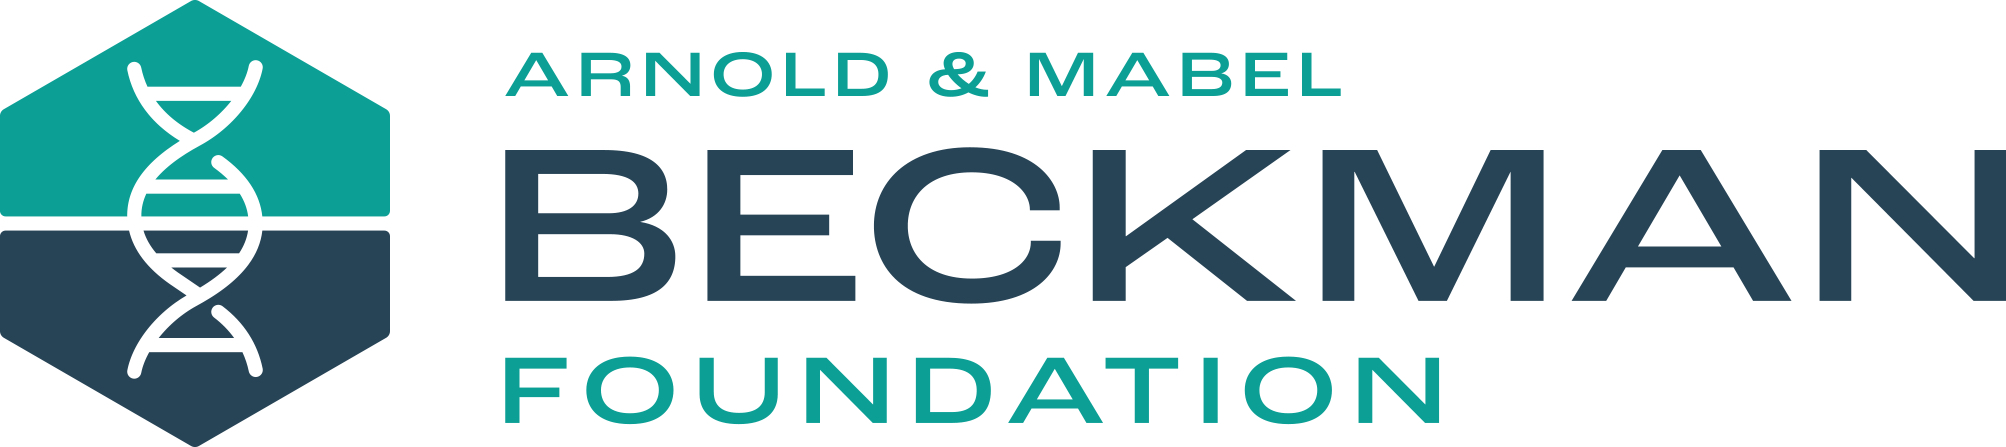 ARNOLD & MABEL
BECKMAN
FOUNDATION